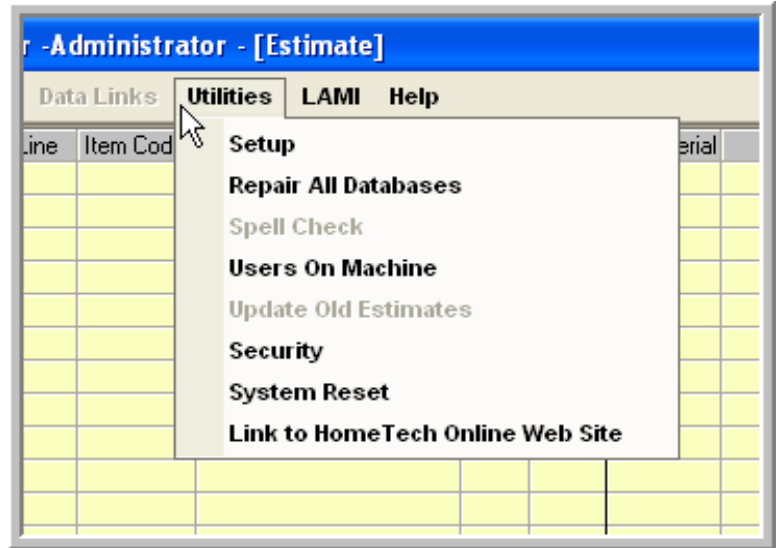 r -Administrator - [Estimate]
Data Links Utilities LAMI Help
Line Item Cod erial
Setup
Repair All Databases
Spell Check
Users On Machine
Update Old Estimates
Security
System Reset
Link to HomeTech Online Web Site